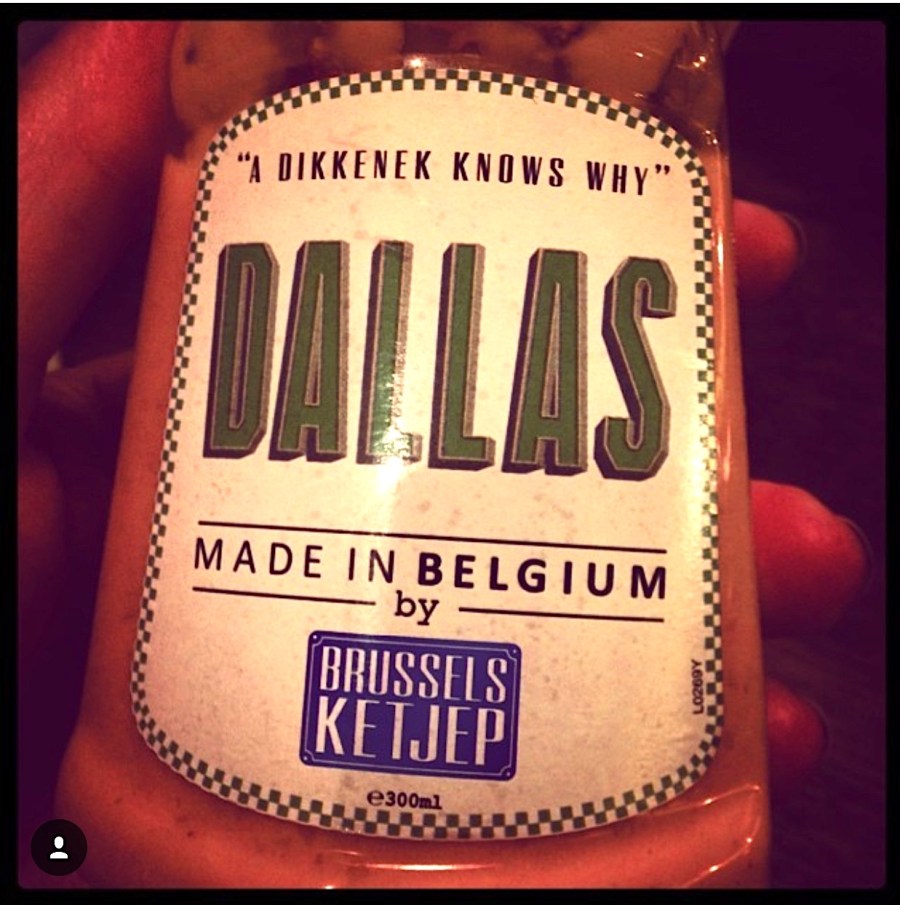 "A DIKKENEK KNOWS WHY"
DALLAS
MADE IN BELGIUM
by
BRUSSELS
KETJEP
℮300ml
L0269Y